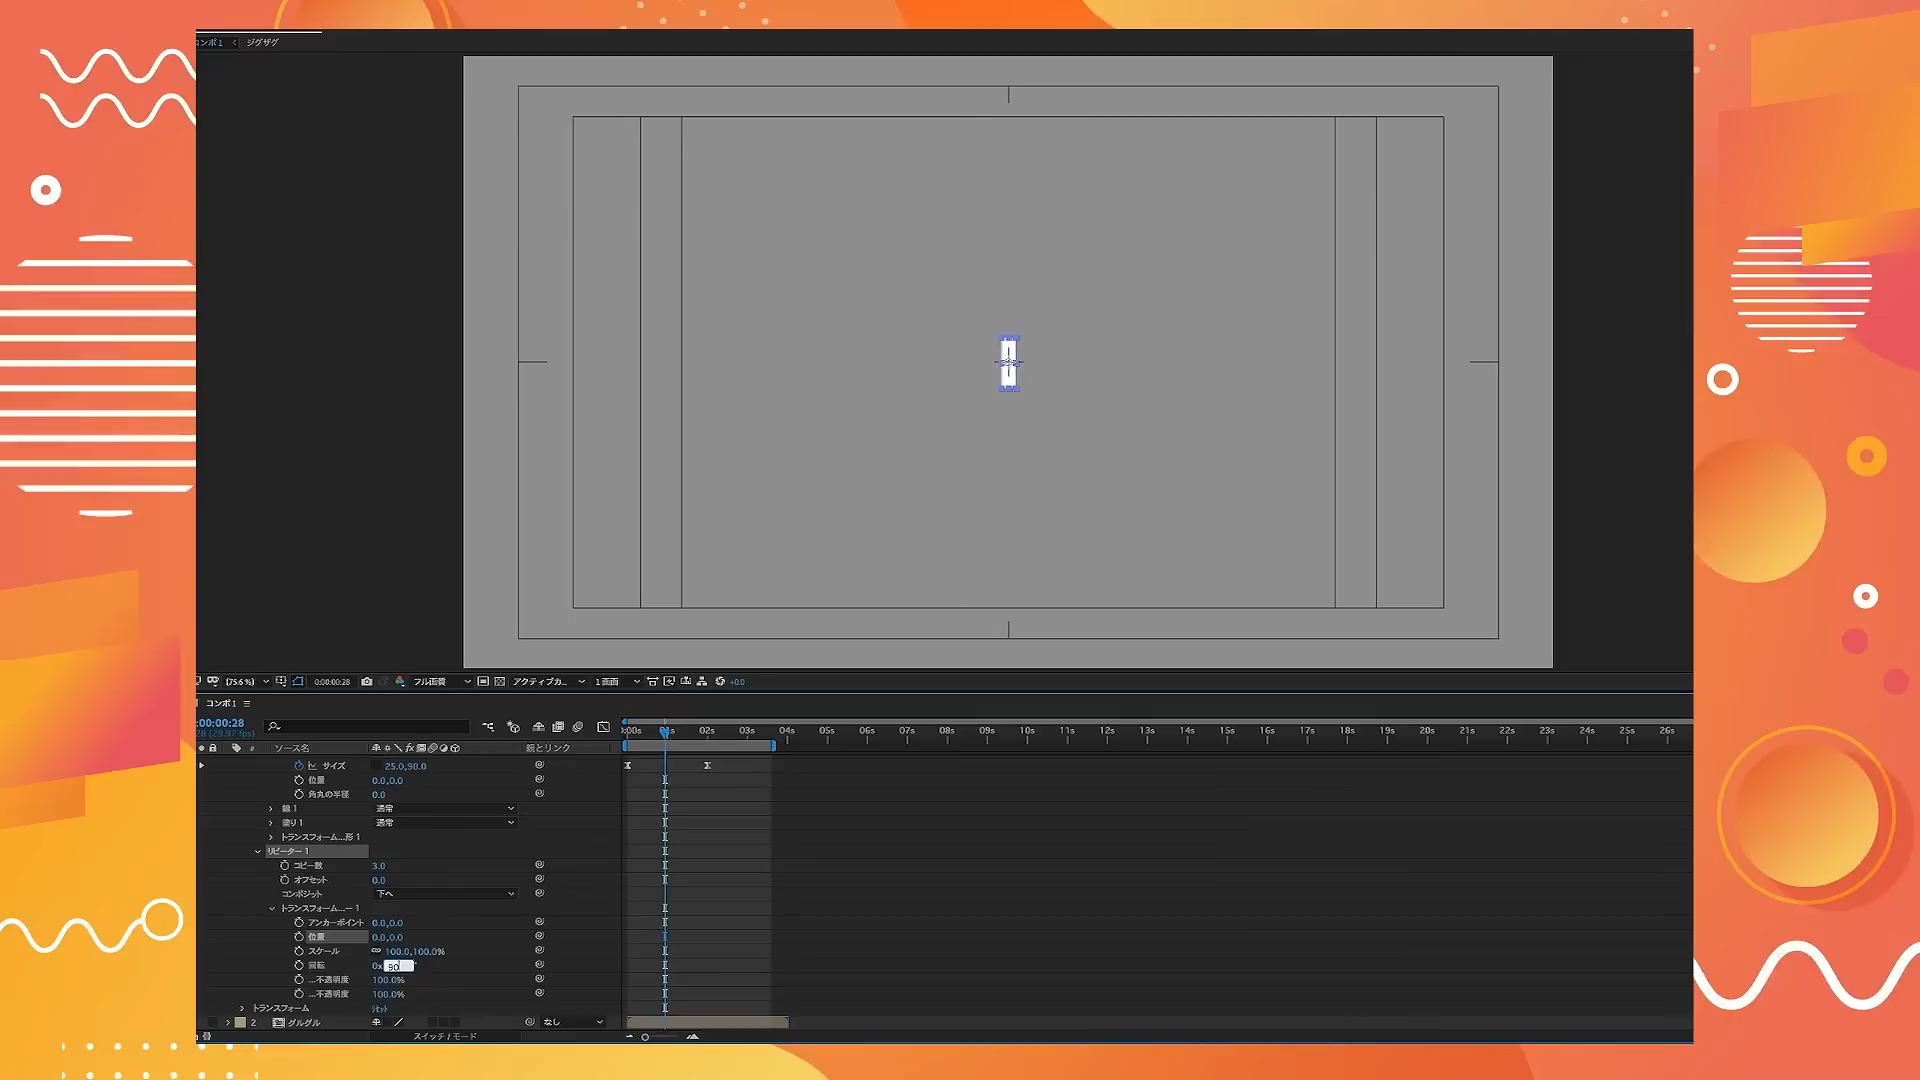 コンポ1 < ジグザグ
(75.6 %) 0:00:00:28 フル画質 アクティブカ... 1画面 +0.0
コンポ1
:00:00:28
28 (29.97 fps)
:00s 01s 02s 03s 04s 05s 06s 07s 08s 09s 10s 11s 12s 13s 14s 15s 16s 17s 18s 19s 20s 21s 22s 23s 24s 25s 26s
# ソース名 fx 親とリンク
サイズ 25.0,90.0
位置 0.0,0.0
角丸の半径 0.0
線 1 通常
塗り 1 通常
トランスフォーム...形 1
リピーター 1
コピー数 3.0
オフセット 0.0
コンポジット 下へ
トランスフォーム...ー 1
アンカーポイント 0.0,0.0
位置 0.0,0.0
スケール 100.0,100.0%
回転 0x 90
...不透明度 100.0%
...不透明度 100.0%
トランスフォーム リセット
2 グルグル なし
スイッチ / モード